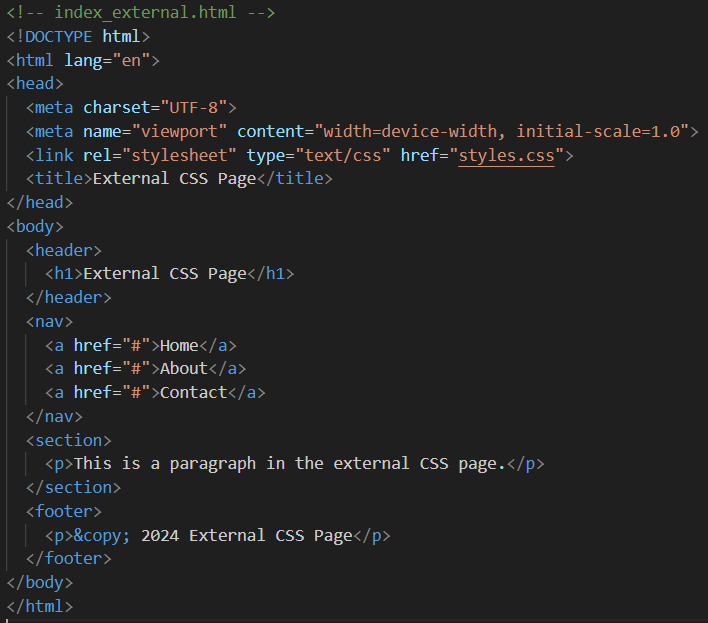 <!-- index_external.html -->
<!DOCTYPE html>
<html lang="en">
<head>
  <meta charset="UTF-8">
  <meta name="viewport" content="width=device-width, initial-scale=1.0">
  <link rel="stylesheet" type="text/css" href="styles.css">
  <title>External CSS Page</title>
</head>
<body>
  <header>
    <h1>External CSS Page</h1>
  </header>
  <nav>
    <a href="#">Home</a>
    <a href="#">About</a>
    <a href="#">Contact</a>
  </nav>
  <section>
    <p>This is a paragraph in the external CSS page.</p>
  </section>
  <footer>
    <p>&copy; 2024 External CSS Page</p>
  </footer>
</body>
</html>